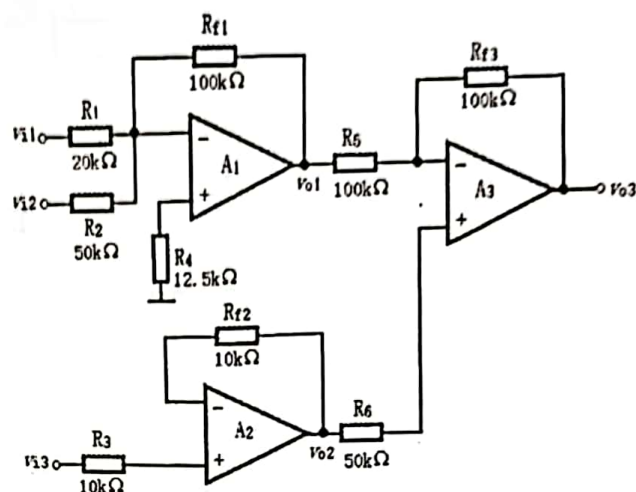 Rf1
100kΩ
Rf3
100kΩ
vi1
R1
20kΩ
−
A1
+
vo1
R5
100kΩ
−
A3
+
vo3
vi2
R2
50kΩ
R4
12.5kΩ
Rf2
10kΩ
−
A2
+
vo2
R6
50kΩ
vi3
R3
10kΩ